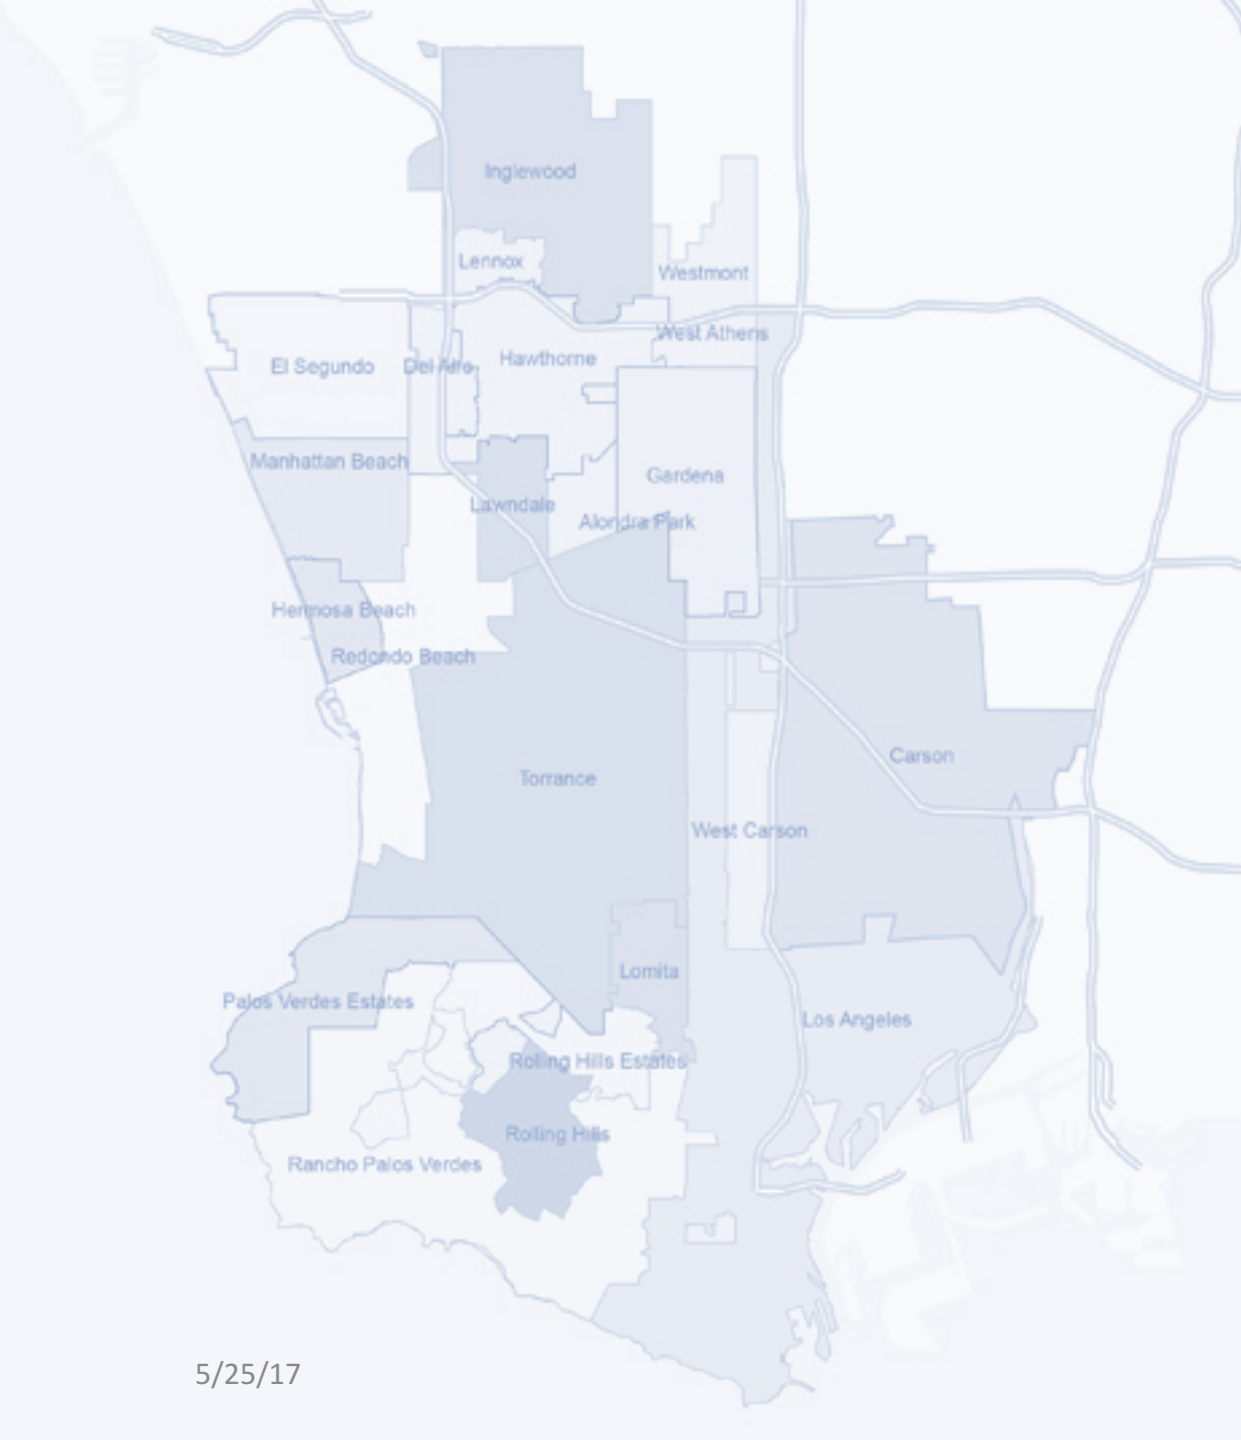 Inglewood
Lennox
Westmont
West Athens
Hawthorne
El Segundo
Del Aire
Manhattan Beach
Gardena
Lawndale
Alondra Park
Hermosa Beach
Redondo Beach
Carson
Torrance
West Carson
Lomita
Palos Verdes Estates
Los Angeles
Rolling Hills Estates
Rolling Hills
Rancho Palos Verdes
5/25/17